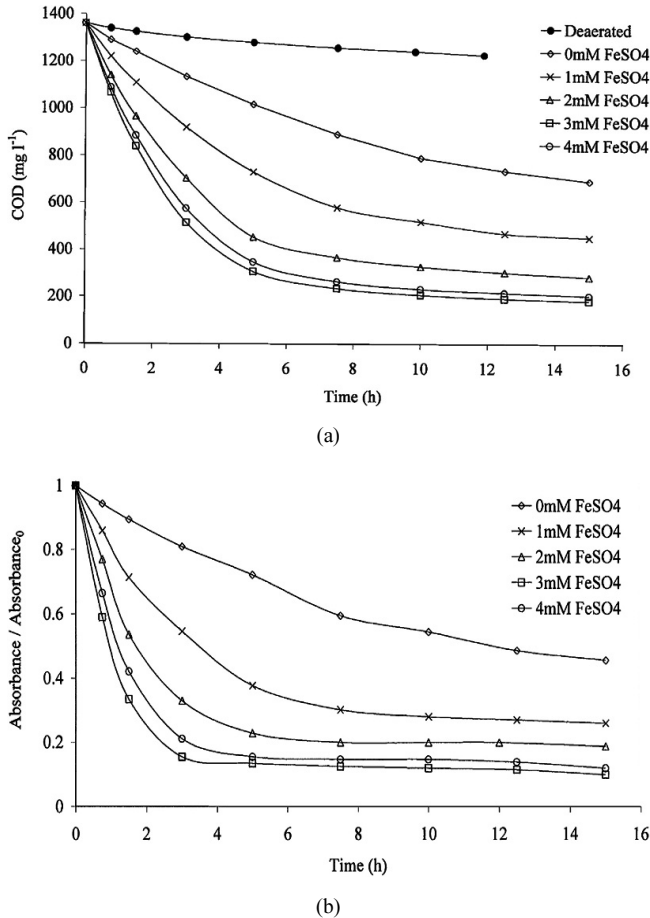 1400
1200
1000
800
600
400
200
0
COD (mg l⁻¹)
0 2 4 6 8 10 12 14 16
Time (h)
Deaerated
0mM FeSO4
1mM FeSO4
2mM FeSO4
3mM FeSO4
4mM FeSO4
(a)
1
0.8
0.6
0.4
0.2
0
Absorbance / Absorbance₀
0 2 4 6 8 10 12 14 16
Time (h)
0mM FeSO4
1mM FeSO4
2mM FeSO4
3mM FeSO4
4mM FeSO4
(b)